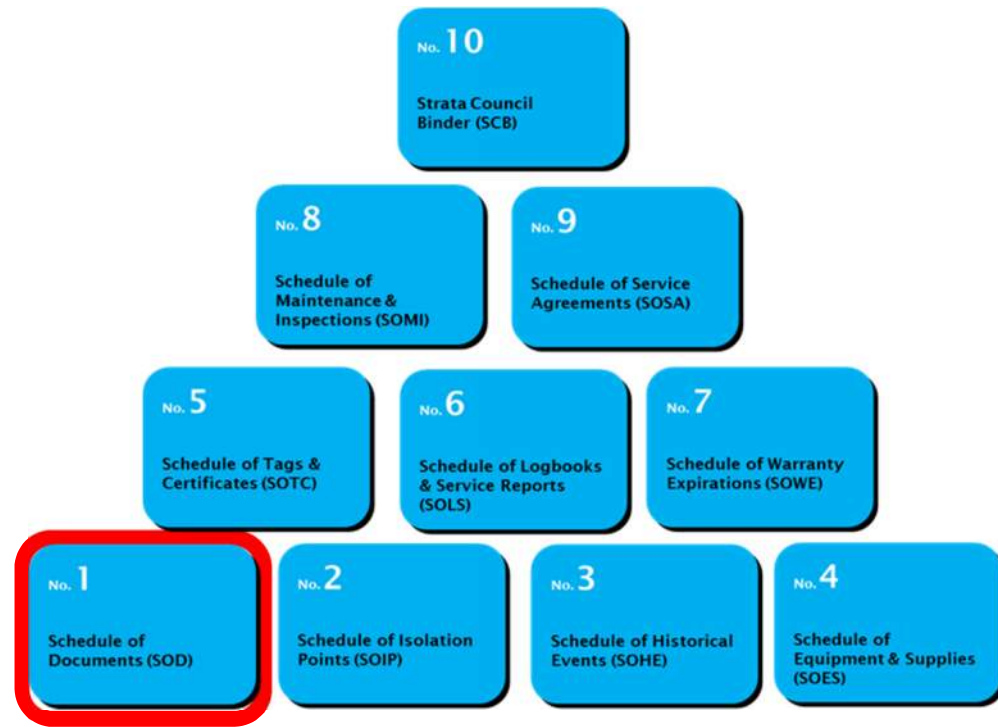 No. 10
Strata Council
Binder (SCB)
No. 8
Schedule of
Maintenance &
Inspections (SOMI)
No. 9
Schedule of Service
Agreements (SOSA)
No. 5
Schedule of Tags &
Certificates (SOTC)
No. 6
Schedule of Logbooks
& Service Reports
(SOLS)
No. 7
Schedule of Warranty
Expirations (SOWE)
No. 1
Schedule of
Documents (SOD)
No. 2
Schedule of Isolation
Points (SOIP)
No. 3
Schedule of Historical
Events (SOHE)
No. 4
Schedule of
Equipment & Supplies
(SOES)